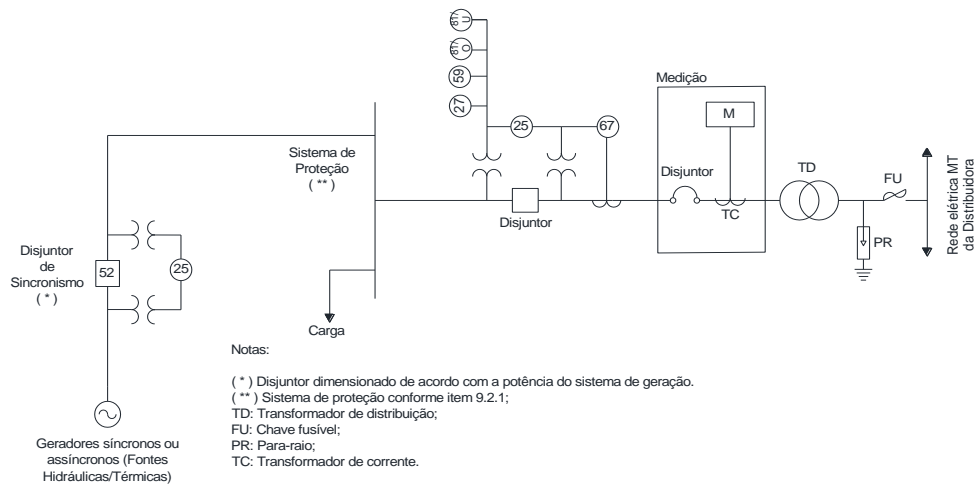 81/
U
81/
O
59
27
25
67
Medição
M
Disjuntor
TC
TD
FU
PR
Rede elétrica MT
da Distribuidora
Sistema de
Proteção
( ** )
Disjuntor
Disjuntor
de
Sincronismo
( * )
52
25
Carga
Geradores síncronos ou
assíncronos (Fontes
Hidráulicas/Térmicas)
Notas:
( * ) Disjuntor dimensionado de acordo com a potência do sistema de geração.
( ** ) Sistema de proteção conforme item 9.2.1;
TD: Transformador de distribuição;
FU: Chave fusível;
PR: Para-raio;
TC: Transformador de corrente.